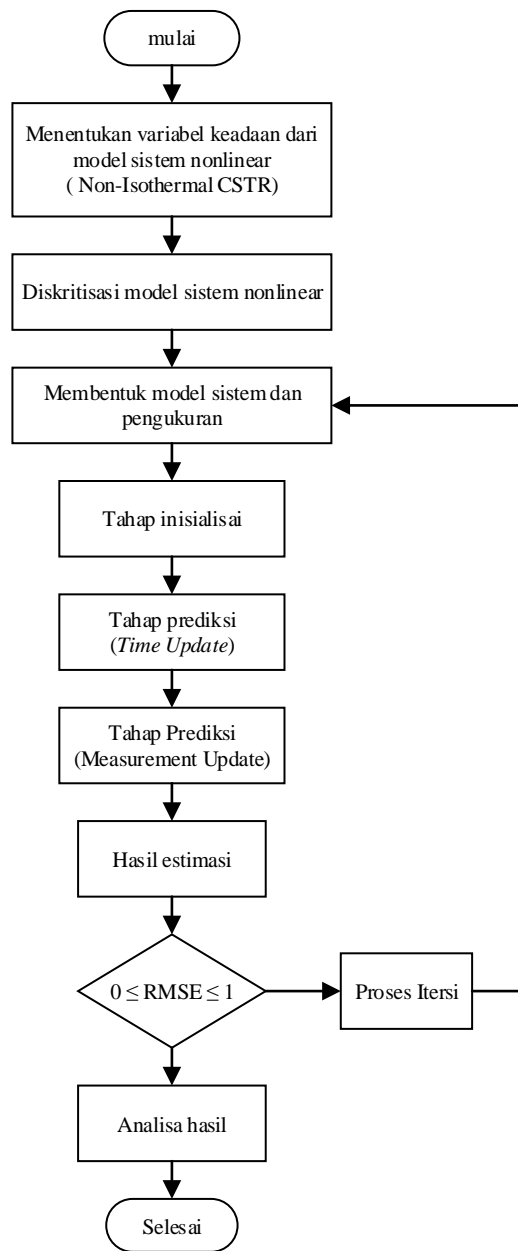 mulai
Menentukan variabel keadaan dari
model sistem nonlinear
( Non-Isothermal CSTR)
Diskritisasi model sistem nonlinear
Membentuk model sistem dan
pengukuran
Tahap inisialisai
Tahap prediksi
(Time Update)
Tahap Prediksi
(Measurement Update)
Hasil estimasi
0 ≤ RMSE ≤ 1
Proses Itersi
Analisa hasil
Selesai